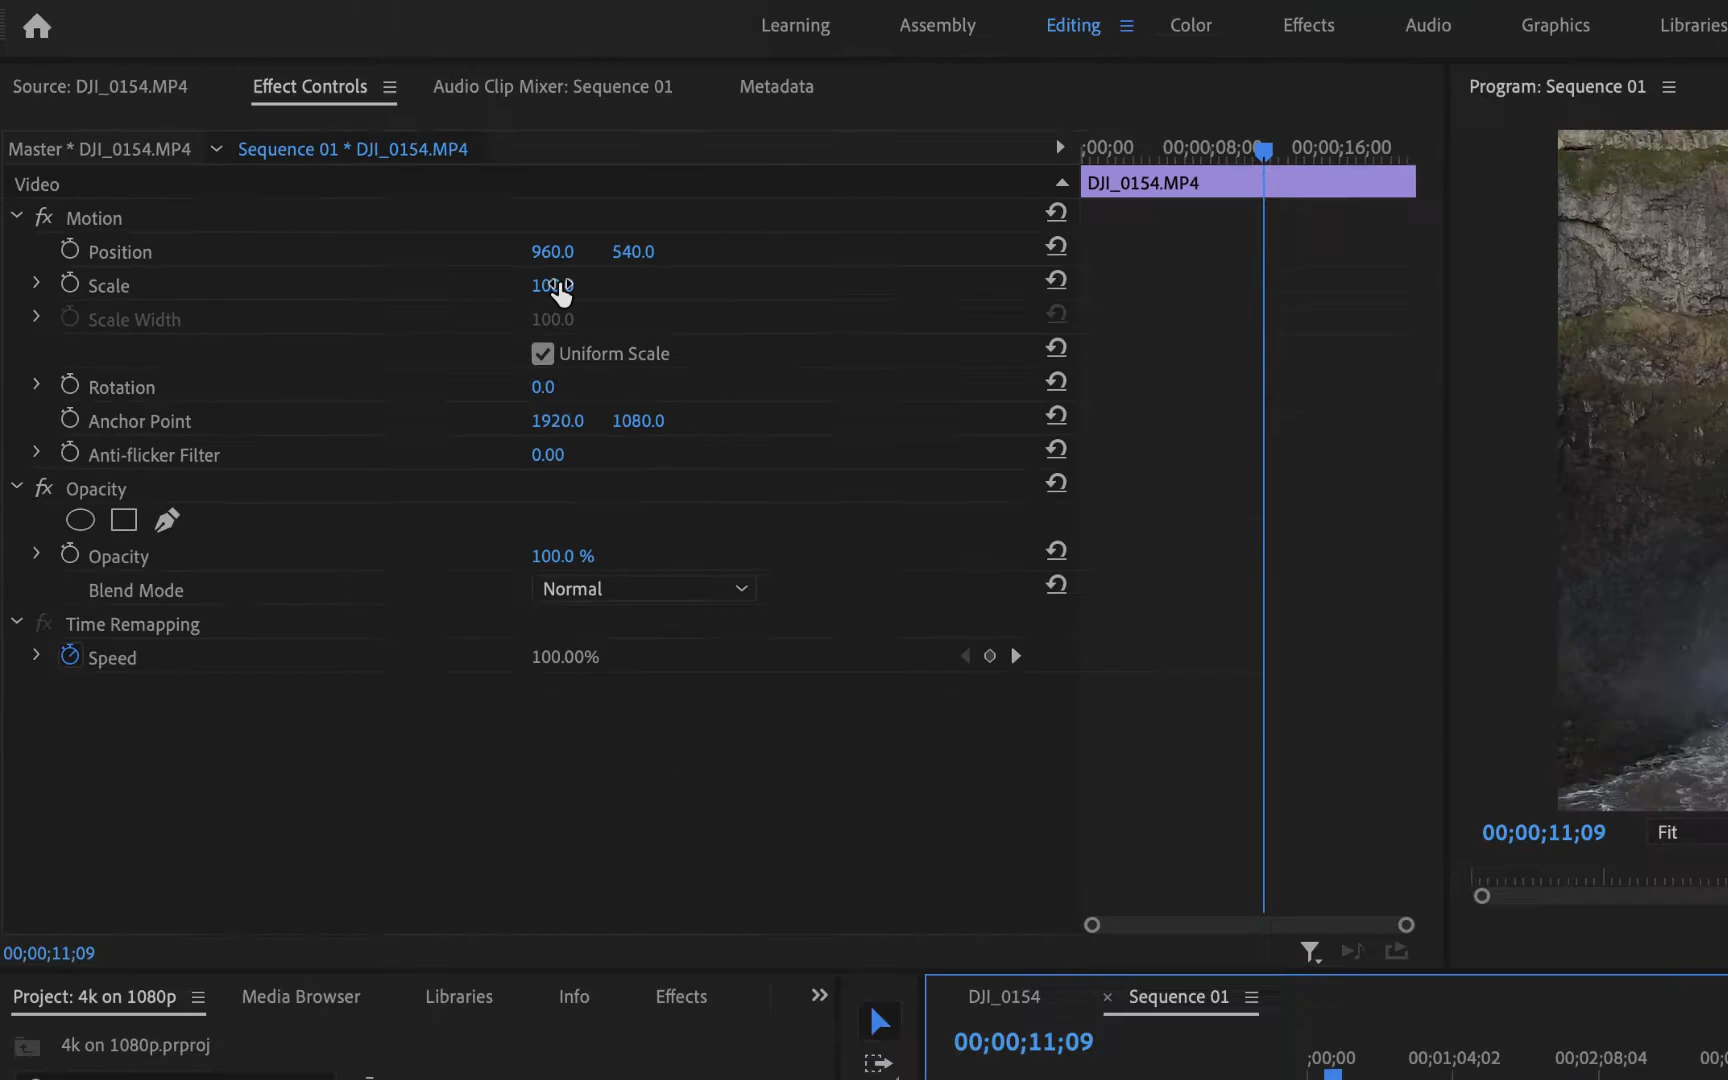 Learning Assembly Editing Color Effects Audio Graphics Libraries
Source: DJI_0154.MP4 Effect Controls Audio Clip Mixer: Sequence 01 Metadata Program: Sequence 01
Master * DJI_0154.MP4 Sequence 01 * DJI_0154.MP4 ;00;00 00;00;08;00 00;00;16;00
Video DJI_0154.MP4
fx Motion
Position 960.0 540.0
Scale
Scale Width 100.0
Uniform Scale
Rotation 0.0
Anchor Point 1920.0 1080.0
Anti-flicker Filter 0.00
fx Opacity
Opacity 100.0 %
Blend Mode Normal
fx Time Remapping
Speed 100.00%
00;00;11;09 Fit
00;00;11;09
Project: 4k on 1080p Media Browser Libraries Info Effects DJI_0154 × Sequence 01
4k on 1080p.prproj 00;00;11;09
;00;00 00;01;04;02 00;02;08;04